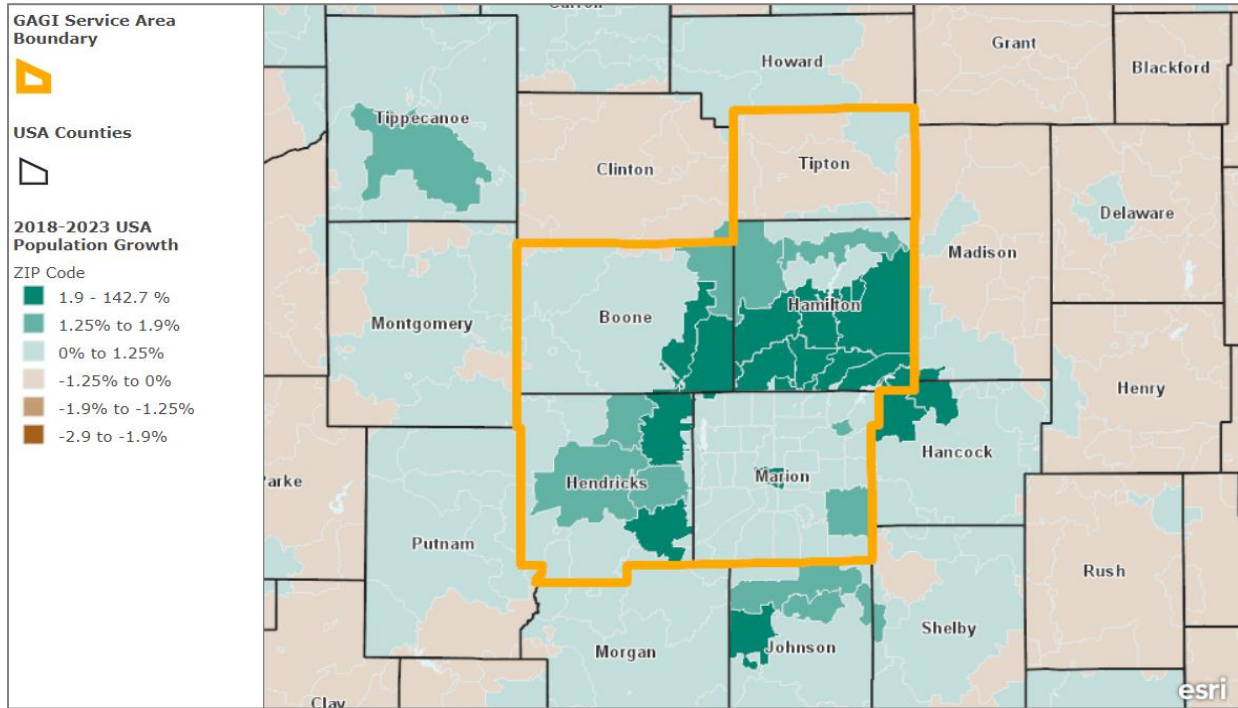 GAGI Service Area
Boundary
USA Counties
2018-2023 USA
Population Growth
ZIP Code
1.9 - 142.7 %
1.25% to 1.9%
0% to 1.25%
-1.25% to 0%
-1.9% to -1.25%
-2.9 to -1.9%
Grant
Howard
Blackford
Tippecanoe
Clinton
Tipton
Delaware
Madison
Montgomery
Boone
Hamilton
Henry
Hancock
Hendricks
Marion
Putnam
Rush
Shelby
Johnson
Morgan
Clay
esri